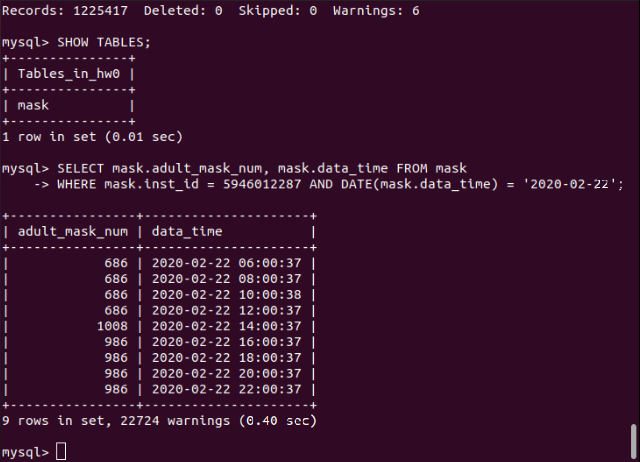 Records: 1225417  Deleted: 0  Skipped: 0  Warnings: 6
mysql> SHOW TABLES;
+---------------+
| Tables_in_hw0 |
+---------------+
| mask          |
+---------------+
1 row in set (0.01 sec)
mysql> SELECT mask.adult_mask_num, mask.data_time FROM mask
    -> WHERE mask.inst_id = 5946012287 AND DATE(mask.data_time) = '2020-02-22';
+----------------+---------------------+
| adult_mask_num | data_time           |
+----------------+---------------------+
|            686 | 2020-02-22 06:00:37 |
|            686 | 2020-02-22 08:00:37 |
|            686 | 2020-02-22 10:00:38 |
|            686 | 2020-02-22 12:00:37 |
|           1008 | 2020-02-22 14:00:37 |
|            986 | 2020-02-22 16:00:37 |
|            986 | 2020-02-22 18:00:37 |
|            986 | 2020-02-22 20:00:37 |
|            986 | 2020-02-22 22:00:37 |
+----------------+---------------------+
9 rows in set, 22724 warnings (0.40 sec)
mysql>